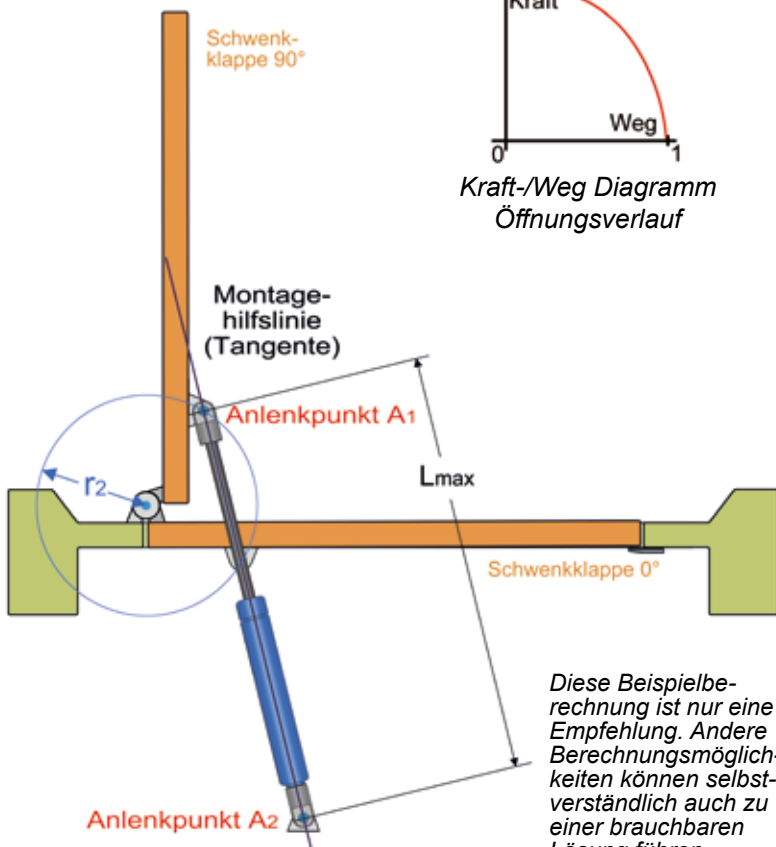 Schwenk-
klappe 90°
Kraft
Weg
0
1
Kraft-/Weg Diagramm
Öffnungsverlauf
Montage-
hilfslinie
(Tangente)
Anlenkpunkt A1
r2
Lmax
Schwenkklappe 0°
Anlenkpunkt A2
Diese Beispielbe-
rechnung ist nur eine
Empfehlung. Andere
Berechnungsmöglich-
keiten können selbst-
verständlich auch zu
einer brauchbaren
Lösung führen